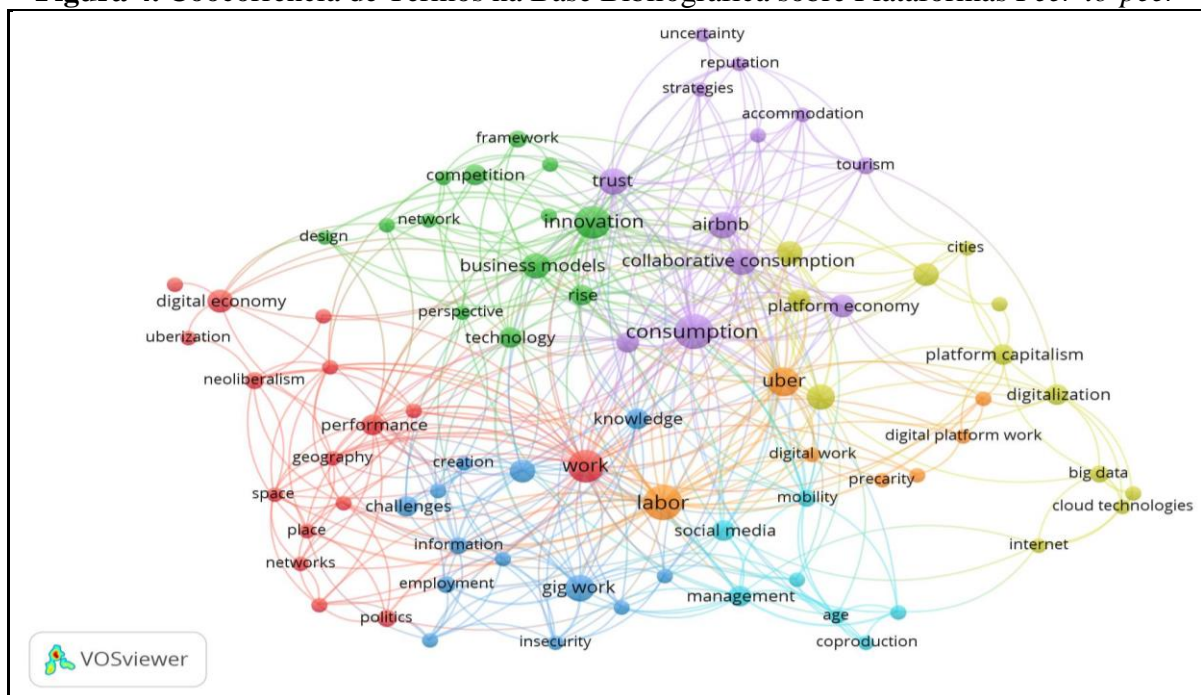 Figura 4. Coocorrência de Termos na Base Bibliográfica sobre Plataformas Peer-to-peer
uncertainty
reputation
strategies
accommodation
framework
tourism
competition
trust
innovation
airbnb
network
design
cities
business models
collaborative consumption
digital economy
rise
platform economy
perspective
uberization
technology
consumption
platform capitalism
neoliberalism
uber
digitalization
performance
knowledge
digital platform work
geography
creation
work
digital work
big data
space
precarity
challenges
labor
mobility
cloud technologies
place
social media
information
internet
networks
employment
gig work
management
politics
age
insecurity
coproduction
VOSviewer